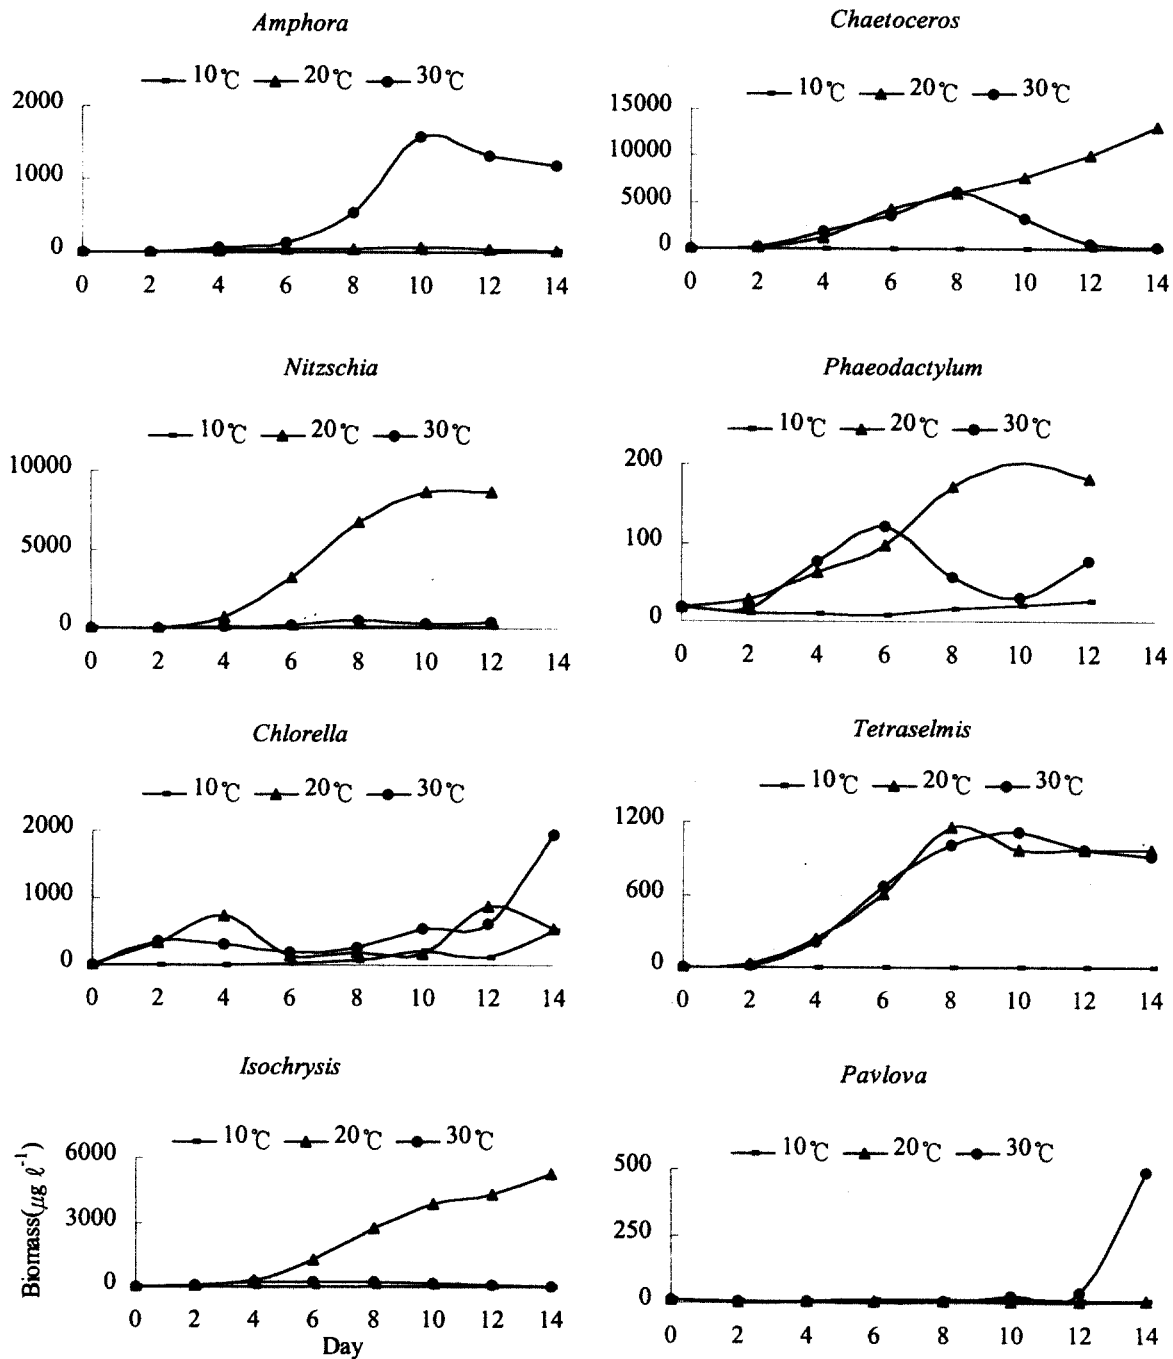 Amphora
10℃ 20℃ 30℃
2000
1000
0
0 2 4 6 8 10 12 14
Chaetoceros
10℃ 20℃ 30℃
15000
10000
5000
0
0 2 4 6 8 10 12 14
Nitzschia
10℃ 20℃ 30℃
10000
5000
0
0 2 4 6 8 10 12 14
Phaeodactylum
10℃ 20℃ 30℃
200
100
0
0 2 4 6 8 10 12 14
Chlorella
10℃ 20℃ 30℃
2000
1000
0
0 2 4 6 8 10 12 14
Tetraselmis
10℃ 20℃ 30℃
1200
600
0
0 2 4 6 8 10 12 14
Isochrysis
10℃ 20℃ 30℃
Biomass(μg ℓ⁻¹)
6000
3000
0
0 2 4 6 8 10 12 14
Day
Pavlova
10℃ 20℃ 30℃
500
250
0
0 2 4 6 8 10 12 14